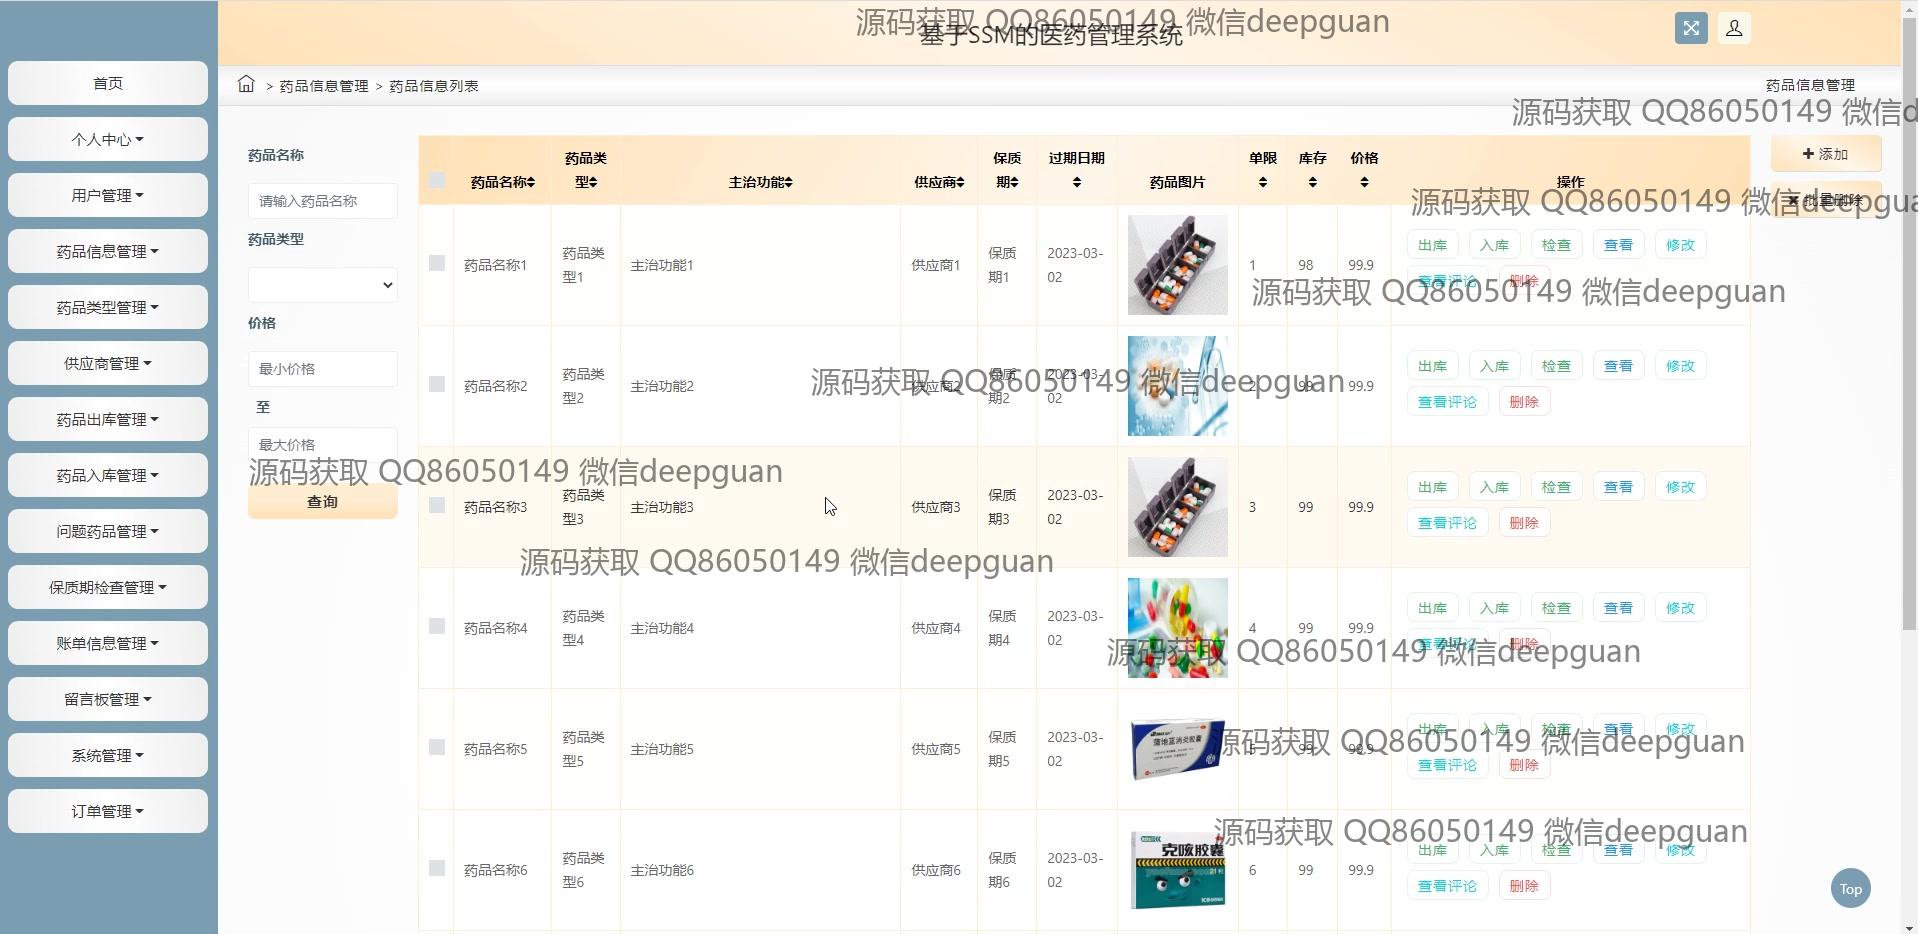 源码获取 QQ86050149 微信deepguan
基于SSM的医药管理系统
首页
个人中心
用户管理
药品信息管理
药品类型管理
供应商管理
药品出库管理
药品入库管理
问题药品管理
保质期检查管理
账单信息管理
留言板管理
系统管理
订单管理
> 药品信息管理 > 药品信息列表
药品信息管理
源码获取 QQ86050149 微信d
药品名称
请输入药品名称
药品类型
价格
最小价格
至
最大价格
源码获取 QQ86050149 微信deepguan
查询
添加
批量删除
药品名称 药品类型 主治功能 供应商 保质期 过期日期 药品图片 单限 库存 价格 操作
源码获取 QQ86050149 微信deepgua
药品名称1 药品类型1 主治功能1 供应商1 保质期1 2023-03-02 1 98 99.9
出库 入库 检查 查看 修改
查看评论 删除
源码获取 QQ86050149 微信deepguan
药品名称2 药品类型2 主治功能2 供应商2 保质期2 2023-03-02 2 99 99.9
出库 入库 检查 查看 修改
查看评论 删除
源码获取 QQ86050149 微信deepguan
药品名称3 药品类型3 主治功能3 供应商3 保质期3 2023-03-02 3 99 99.9
出库 入库 检查 查看 修改
查看评论 删除
源码获取 QQ86050149 微信deepguan
药品名称4 药品类型4 主治功能4 供应商4 保质期4 2023-03-02 4 99 99.9
出库 入库 检查 查看 修改
查看评论 删除
源码获取 QQ86050149 微信deepguan
药品名称5 药品类型5 主治功能5 供应商5 保质期5 2023-03-02 5 99 99.9
蒲地蓝消炎胶囊
出库 入库 检查 查看 修改
查看评论 删除
源码获取 QQ86050149 微信deepguan
药品名称6 药品类型6 主治功能6 供应商6 保质期6 2023-03-02 6 99 99.9
克咳胶囊
21粒
出库 入库 检查 查看 修改
查看评论 删除
源码获取 QQ86050149 微信deepguan
Top